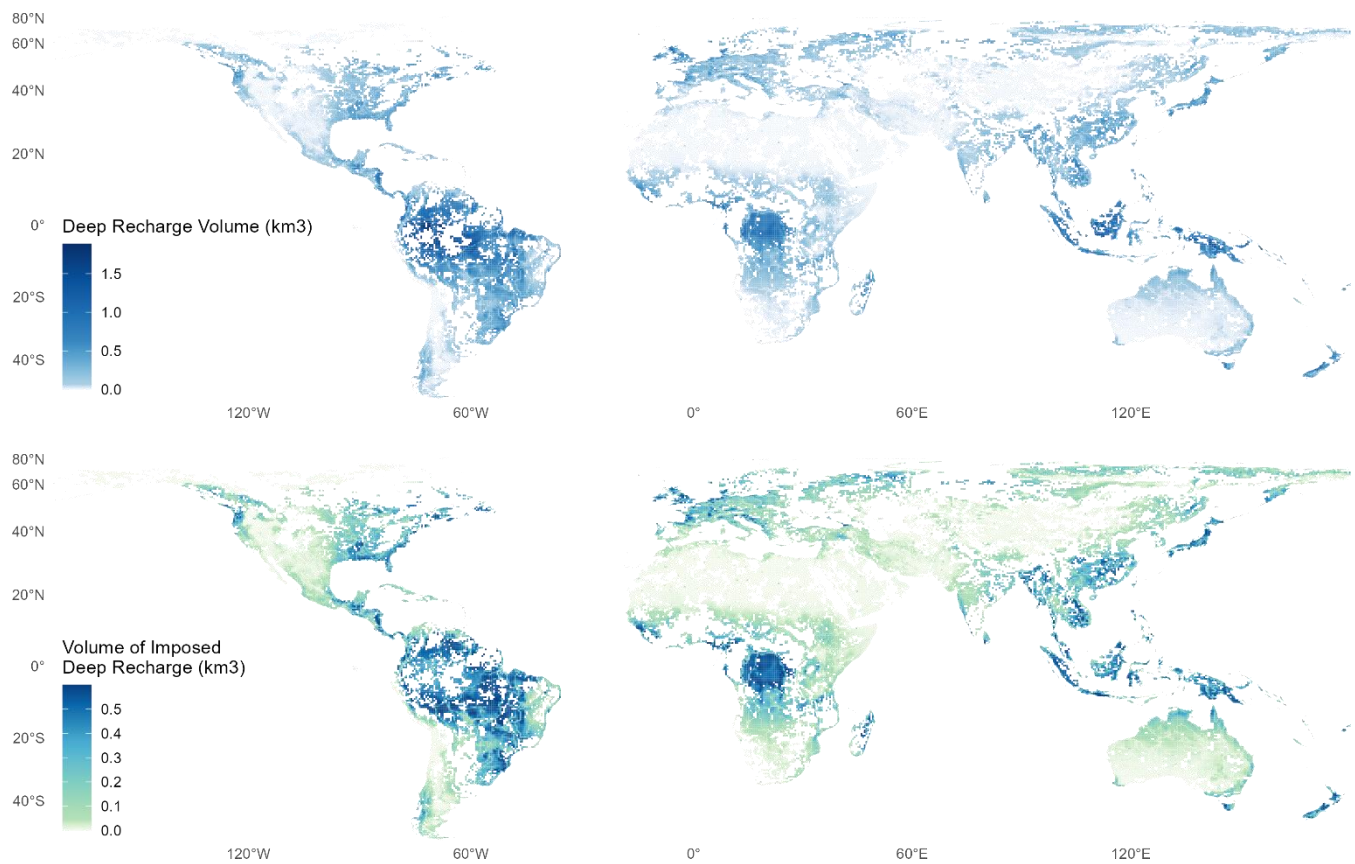 80°N
60°N
40°N
20°N
0°
20°S
40°S
Deep Recharge Volume (km3)
1.5
1.0
0.5
0.0
120°W 60°W 0° 60°E 120°E
80°N
60°N
40°N
20°N
0°
20°S
40°S
Volume of Imposed
Deep Recharge (km3)
0.5
0.4
0.3
0.2
0.1
0.0
120°W 60°W 0° 60°E 120°E